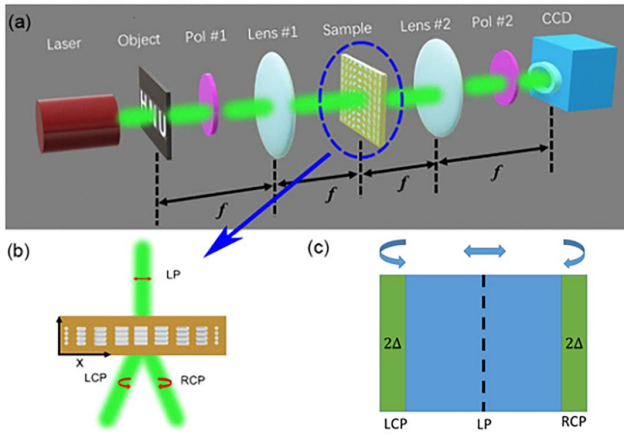 (a)
Laser
Object
Pol #1
Lens #1
Sample
Lens #2
Pol #2
CCD
HNU
f
f
f
f
(b)
LP
X
LCP
RCP
(c)
2Δ
2Δ
LCP
LP
RCP